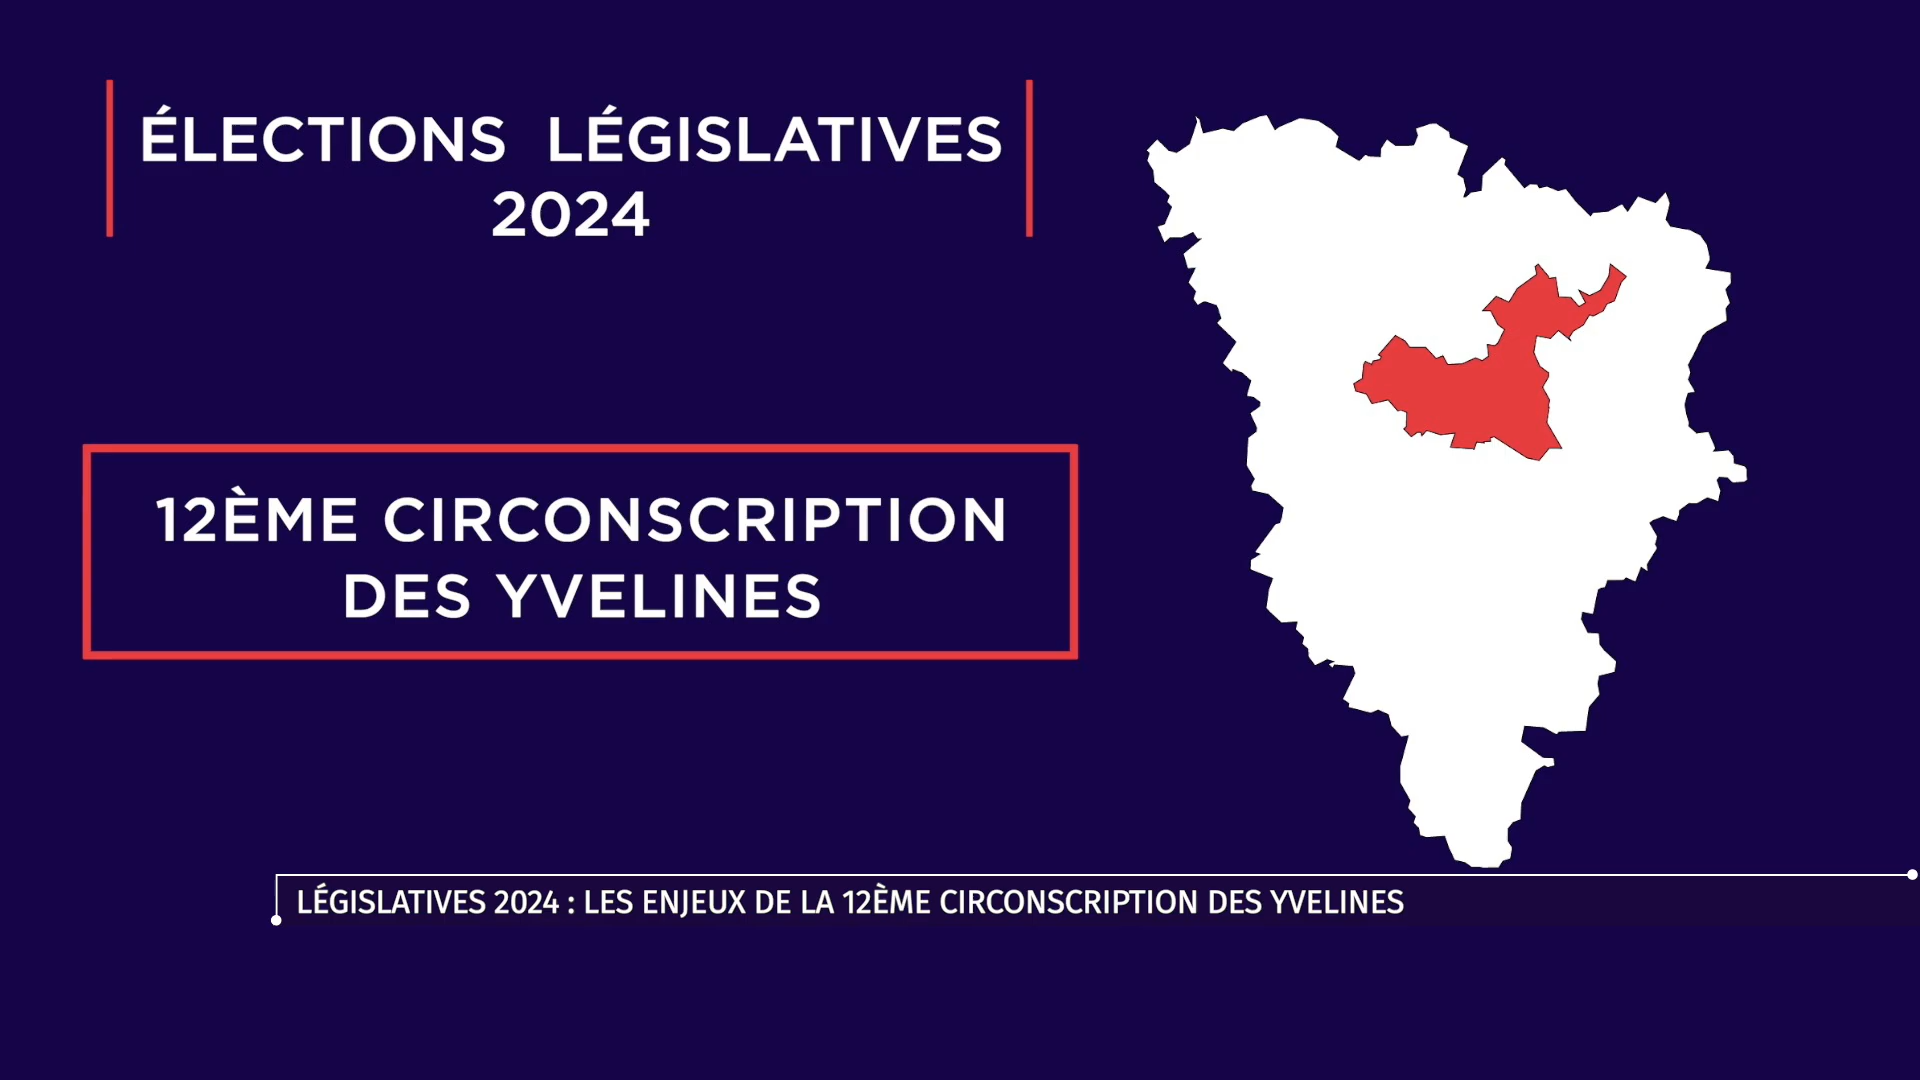 ÉLECTIONS LÉGISLATIVES
2024
12ÈME CIRCONSCRIPTION
DES YVELINES
LÉGISLATIVES 2024 : LES ENJEUX DE LA 12ÈME CIRCONSCRIPTION DES YVELINES